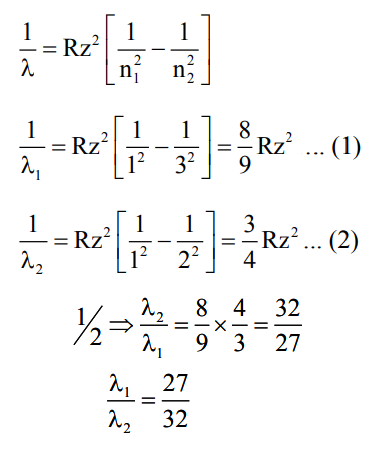 1/λ = Rz² [1/n₁² − 1/n₂²]
1/λ₁ = Rz² [1/1² − 1/3²] = 8/9 Rz² ... (1)
1/λ₂ = Rz² [1/1² − 1/2²] = 3/4 Rz² ... (2)
1/2 ⇒ λ₂/λ₁ = 8/9 × 4/3 = 32/27
λ₁/λ₂ = 27/32